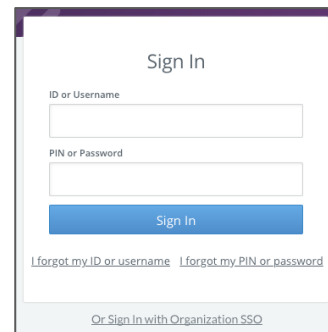 Sign In
ID or Username
PIN or Password
Sign In
I forgot my ID or username I forgot my PIN or password
Or Sign In with Organization SSO